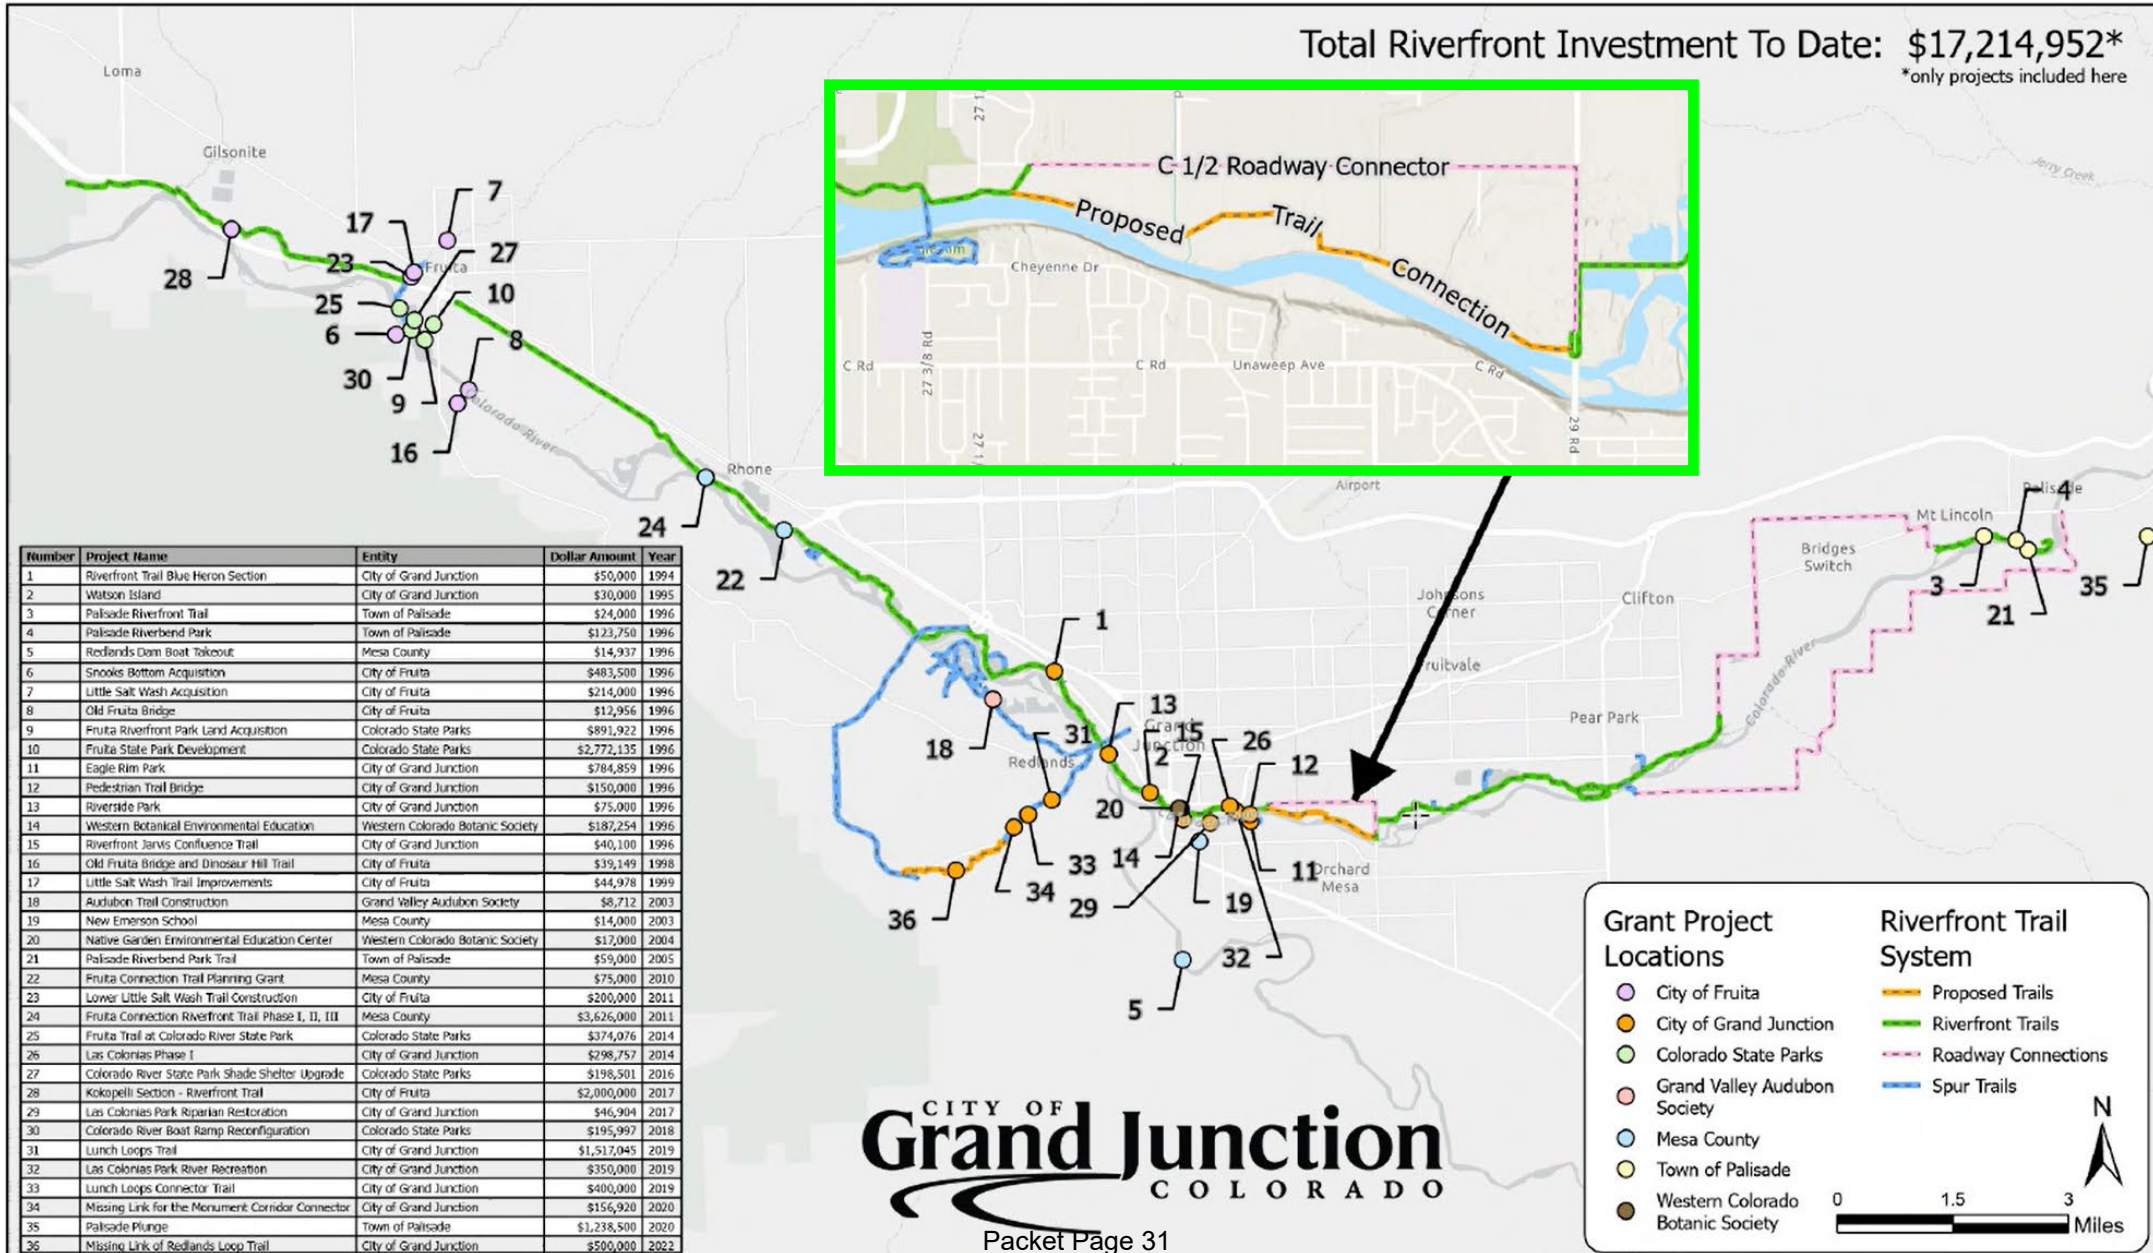 Total Riverfront Investment To Date: $17,214,952*
*only projects included here
Loma
Gilsonite
Fruita
Colorado River
Rhone
Airport
Jerry Creek
Palisade
Mt Lincoln
Bridges Switch
Johnsons Corner
Clifton
Fruitvale
Pear Park
Colorado River
Grand Junction
Redlands
Orchard Mesa
C 1/2 Roadway Connector
Proposed Trail Connection
Cheyenne Dr
C Rd
27 3/8 Rd
C Rd
Unaweep Ave
C Rd
29 Rd
7
17
23
27
28
25
10
6
8
30
9
16
24
22
4
3
21
35
1
13
31
15
2
26
12
18
20
33
14
11
34
29
19
36
32
5
Number Project Name Entity Dollar Amount Year
1 Riverfront Trail Blue Heron Section City of Grand Junction $50,000 1994
2 Watson Island City of Grand Junction $30,000 1995
3 Palisade Riverfront Trail Town of Palisade $24,000 1996
4 Palisade Riverbend Park Town of Palisade $123,750 1996
5 Redlands Dam Boat Takeout Mesa County $14,937 1996
6 Snooks Bottom Acquisition City of Fruita $483,500 1996
7 Little Salt Wash Acquisition City of Fruita $214,000 1996
8 Old Fruita Bridge City of Fruita $12,956 1996
9 Fruita Riverfront Park Land Acquisition Colorado State Parks $891,922 1996
10 Fruita State Park Development Colorado State Parks $2,772,135 1996
11 Eagle Rim Park City of Grand Junction $784,859 1996
12 Pedestrian Trail Bridge City of Grand Junction $150,000 1996
13 Riverside Park City of Grand Junction $75,000 1996
14 Western Botanical Environmental Education Western Colorado Botanic Society $187,254 1996
15 Riverfront Jarvis Confluence Trail City of Grand Junction $40,100 1996
16 Old Fruita Bridge and Dinosaur Hill Trail City of Fruita $39,149 1998
17 Little Salt Wash Trail Improvements City of Fruita $44,978 1999
18 Audubon Trail Construction Grand Valley Audubon Society $8,712 2003
19 New Emerson School Mesa County $14,000 2003
20 Native Garden Environmental Education Center Western Colorado Botanic Society $17,000 2004
21 Palisade Riverbend Park Trail Town of Palisade $59,000 2005
22 Fruita Connection Trail Planning Grant Mesa County $75,000 2010
23 Lower Little Salt Wash Trail Construction City of Fruita $200,000 2011
24 Fruita Connection Riverfront Trail Phase I, II, III Mesa County $3,626,000 2011
25 Fruita Trail at Colorado River State Park Colorado State Parks $374,076 2014
26 Las Colonias Phase I City of Grand Junction $298,757 2014
27 Colorado River State Park Shade Shelter Upgrade Colorado State Parks $198,501 2016
28 Kokopelli Section - Riverfront Trail City of Fruita $2,000,000 2017
29 Las Colonias Park Riparian Restoration City of Grand Junction $46,904 2017
30 Colorado River Boat Ramp Reconfiguration Colorado State Parks $195,997 2018
31 Lunch Loops Trail City of Grand Junction $1,517,045 2019
32 Las Colonias Park River Recreation City of Grand Junction $350,000 2019
33 Lunch Loops Connector Trail City of Grand Junction $400,000 2019
34 Missing Link for the Monument Corridor Connector City of Grand Junction $156,920 2020
35 Palisade Plunge Town of Palisade $1,238,500 2020
36 Missing Link of Redlands Loop Trail City of Grand Junction $500,000 2022
CITY OF
Grand Junction
COLORADO
Packet Page 31
Grant Project Locations
City of Fruita
City of Grand Junction
Colorado State Parks
Grand Valley Audubon Society
Mesa County
Town of Palisade
Western Colorado Botanic Society
Riverfront Trail System
Proposed Trails
Riverfront Trails
Roadway Connections
Spur Trails
N
0 1.5 3
Miles